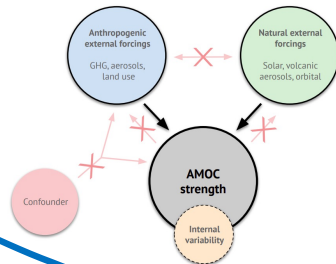 Anthropogenic
external forcings
GHG, aerosols,
land use
Natural external
forcings
Solar, volcanic
aerosols, orbital
AMOC
strength
Confounder
Internal
variability